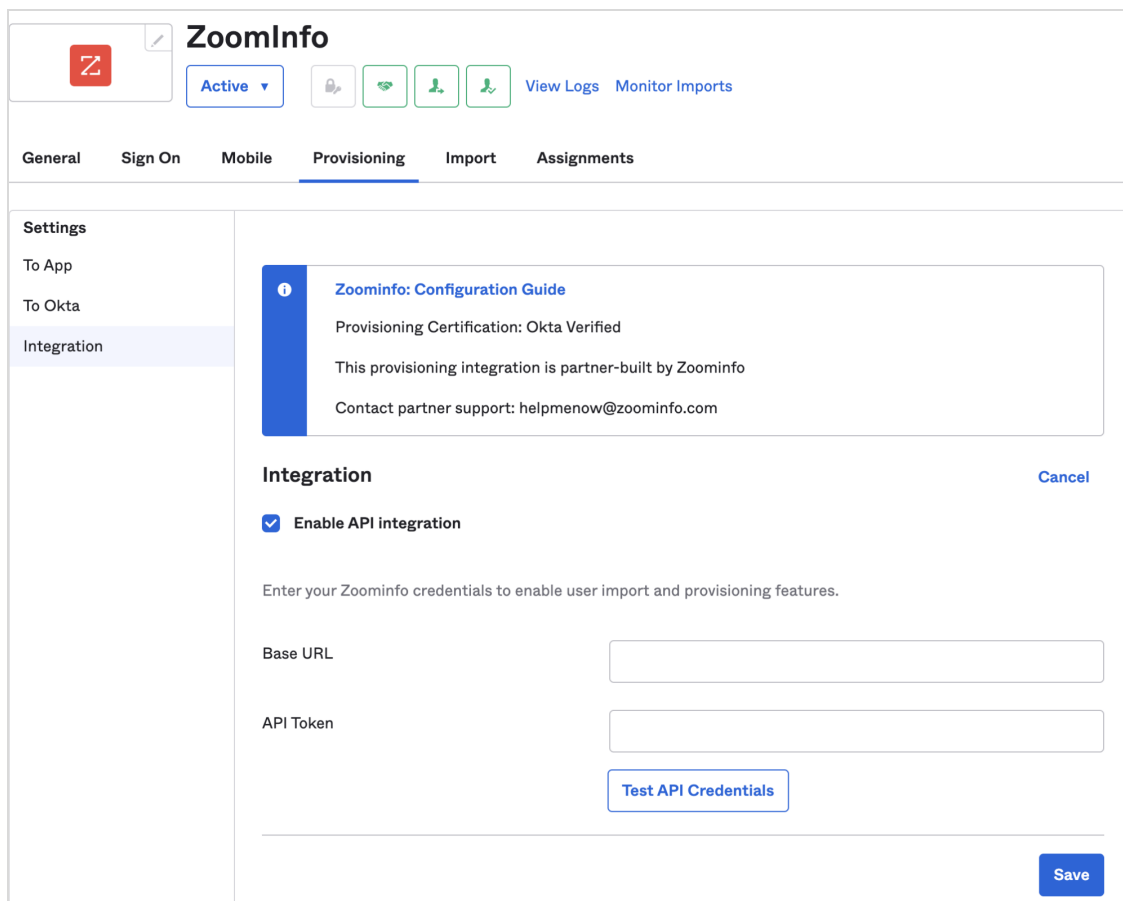 ZoomInfo
Active ▼ View Logs Monitor Imports
General Sign On Mobile Provisioning Import Assignments
Settings
To App
To Okta
Integration
Zoominfo: Configuration Guide
Provisioning Certification: Okta Verified
This provisioning integration is partner-built by Zoominfo
Contact partner support: helpmenow@zoominfo.com
Integration Cancel
Enable API integration
Enter your Zoominfo credentials to enable user import and provisioning features.
Base URL
API Token
Test API Credentials
Save